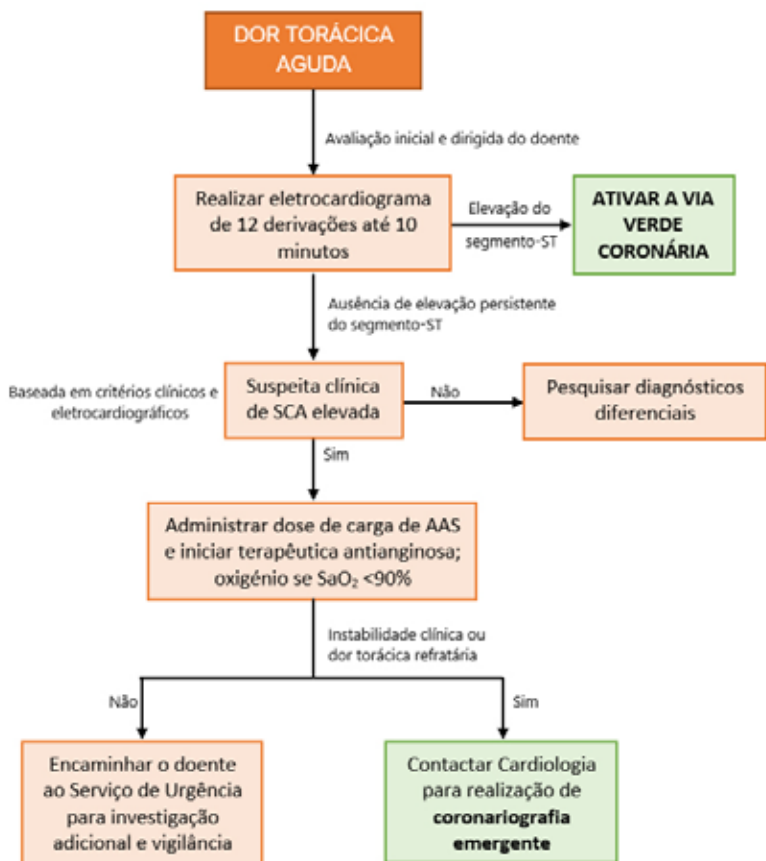 DOR TORÁCICA
AGUDA
Avaliação inicial e dirigida do doente
Realizar eletrocardiograma
de 12 derivações até 10
minutos
Elevação do
segmento-ST
ATIVAR A VIA
VERDE
CORONÁRIA
Ausência de elevação persistente
do segmento-ST
Baseada em critérios clínicos e
eletrocardiográficos
Suspeita clínica
de SCA elevada
Não
Pesquisar diagnósticos
diferenciais
Sim
Administrar dose de carga de AAS
e iniciar terapêutica antianginosa;
oxigénio se SaO₂ <90%
Instabilidade clínica ou
dor torácica refratária
Não
Sim
Encaminhar o doente
ao Serviço de Urgência
para investigação
adicional e vigilância
Contactar Cardiologia
para realização de
coronariografia
emergente